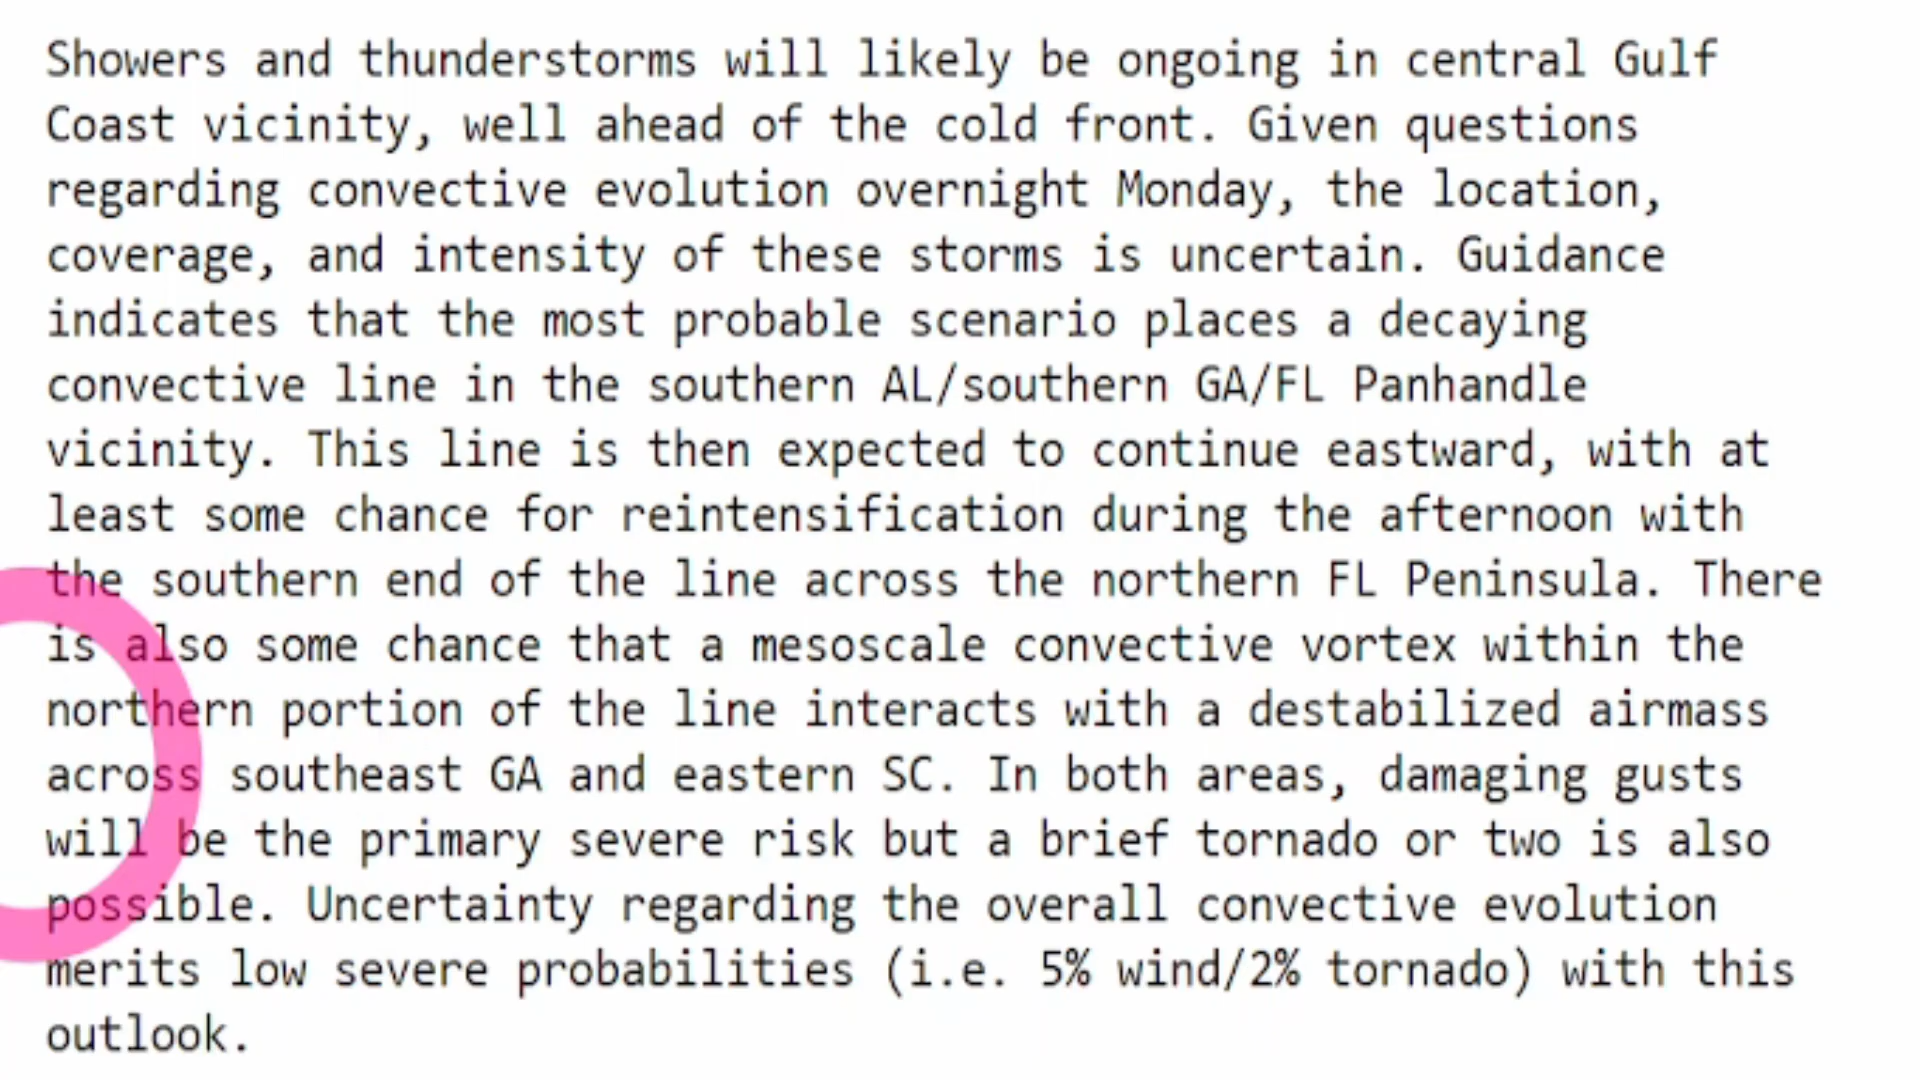 Showers and thunderstorms will likely be ongoing in central Gulf
Coast vicinity, well ahead of the cold front. Given questions
regarding convective evolution overnight Monday, the location,
coverage, and intensity of these storms is uncertain. Guidance
indicates that the most probable scenario places a decaying
convective line in the southern AL/southern GA/FL Panhandle
vicinity. This line is then expected to continue eastward, with at
least some chance for reintensification during the afternoon with
the southern end of the line across the northern FL Peninsula. There
is also some chance that a mesoscale convective vortex within the
northern portion of the line interacts with a destabilized airmass
across southeast GA and eastern SC. In both areas, damaging gusts
will be the primary severe risk but a brief tornado or two is also
possible. Uncertainty regarding the overall convective evolution
merits low severe probabilities (i.e. 5% wind/2% tornado) with this
outlook.